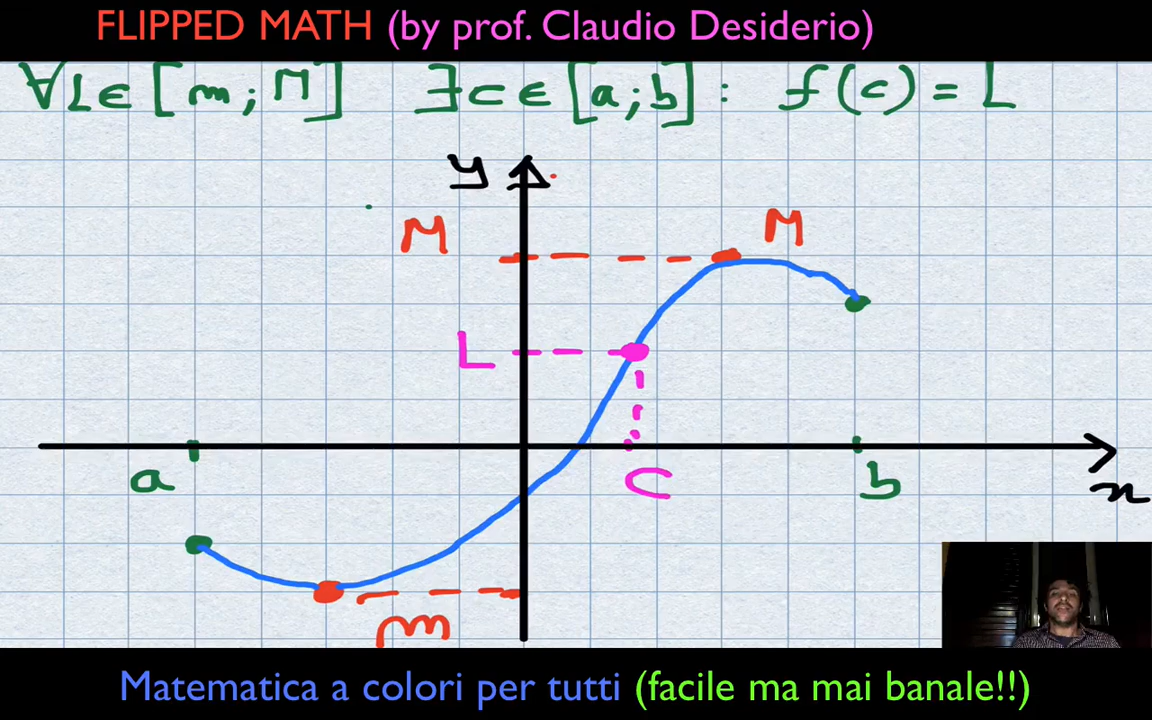 FLIPPED MATH (by prof. Claudio Desiderio)
∀L∈[m;M] ∃c∈[a;b]: f(c)=L
y
M M
L
a C b
x
m
Matematica a colori per tutti (facile ma mai banale!!)